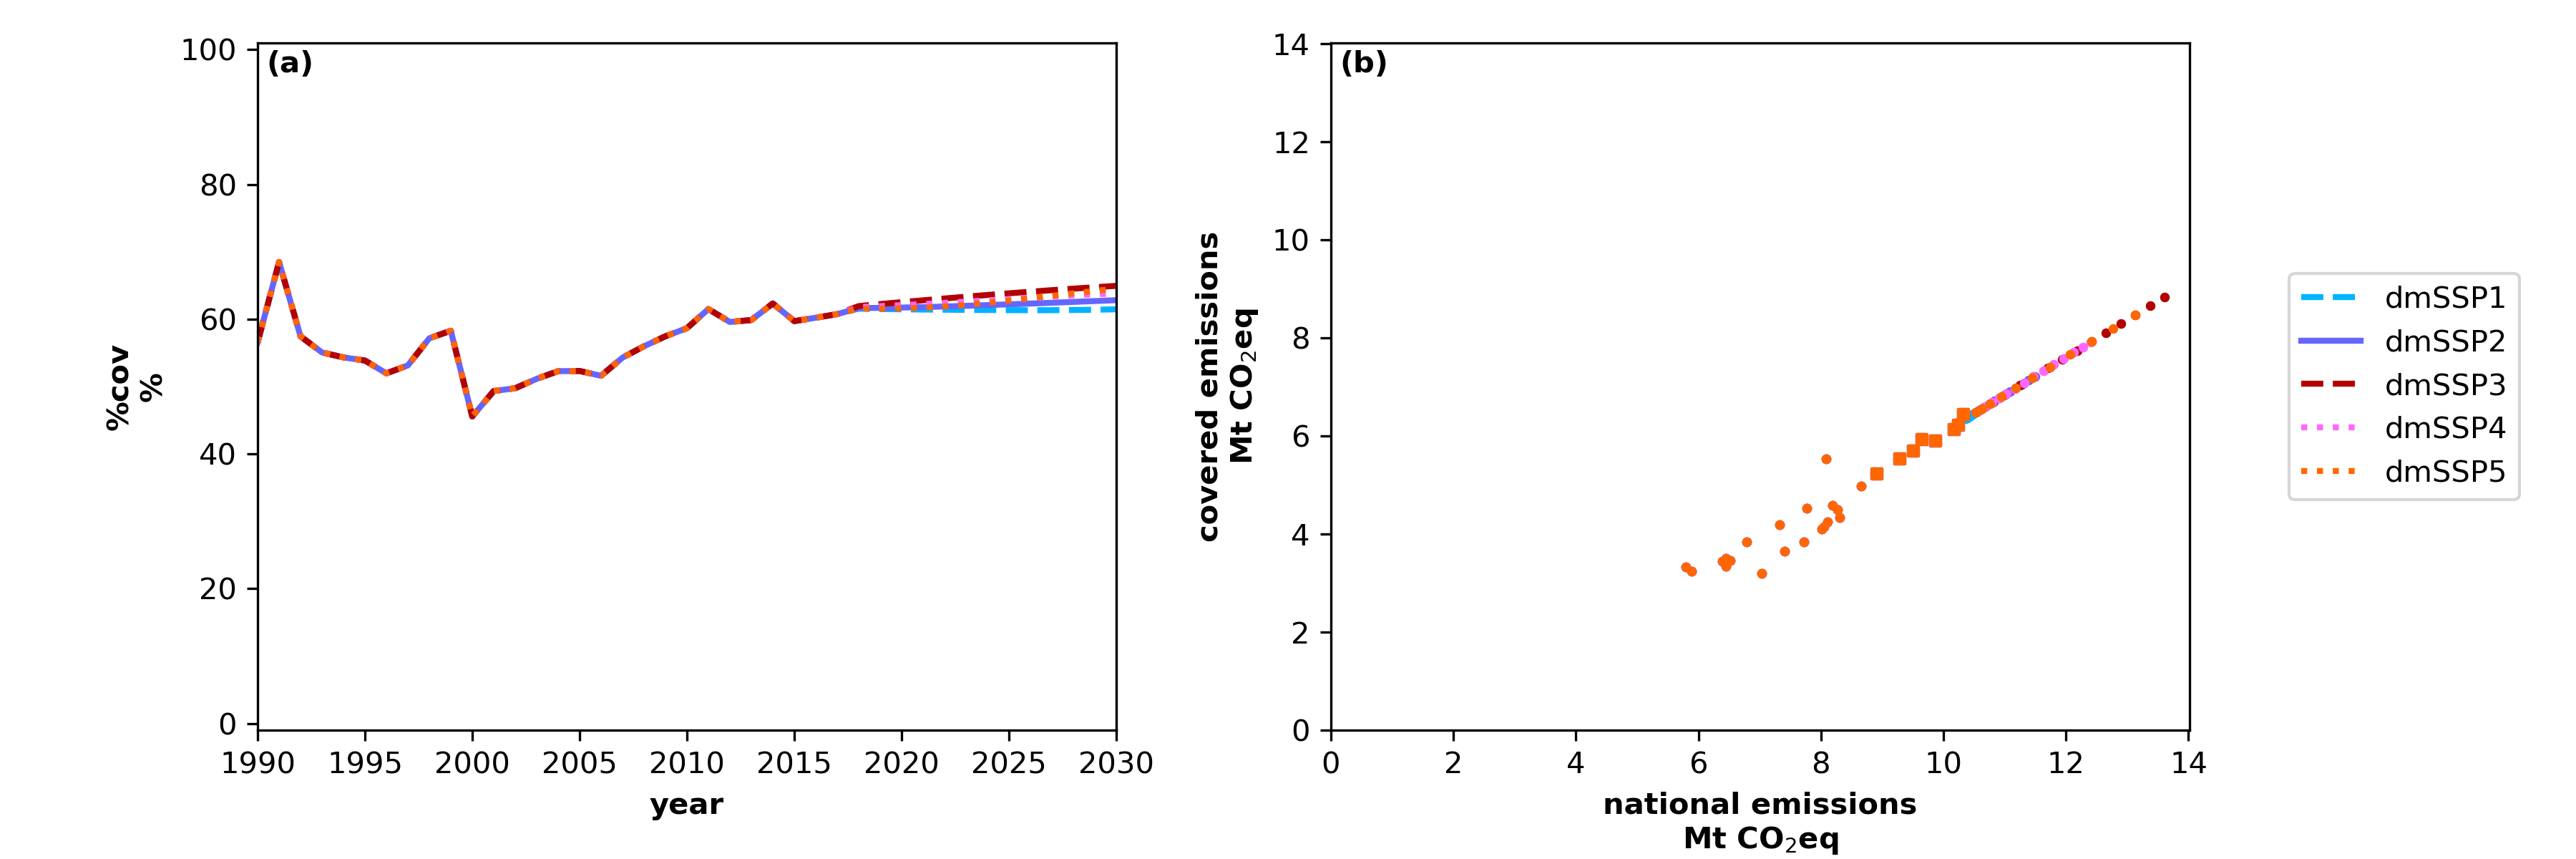 (a)
100
80
60
40
20
0
%cov
%
1990 1995 2000 2005 2010 2015 2020 2025 2030
year
(b)
14
12
10
8
6
4
2
0
covered emissions
Mt CO₂eq
0 2 4 6 8 10 12 14
national emissions
Mt CO₂eq
dmSSP1
dmSSP2
dmSSP3
dmSSP4
dmSSP5